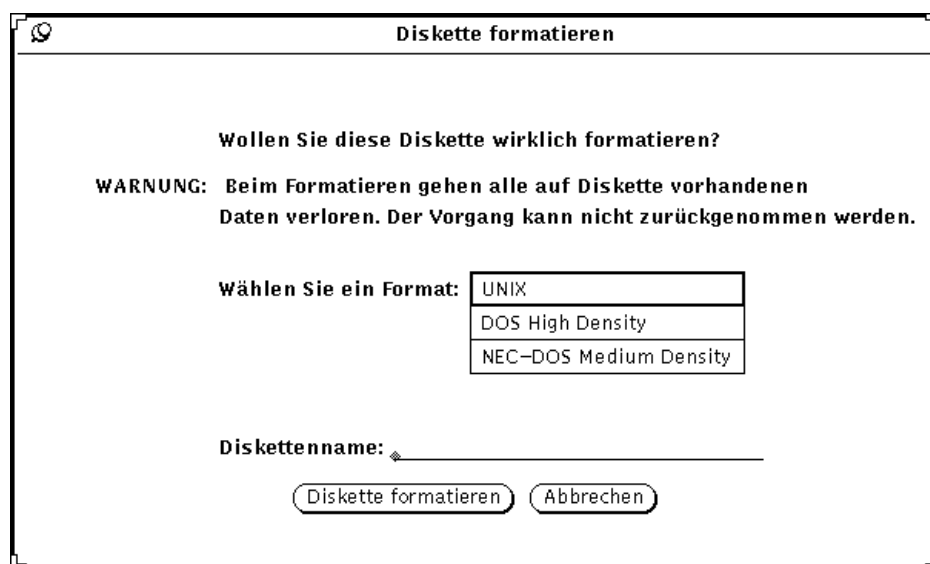 Diskette formatieren
Wollen Sie diese Diskette wirklich formatieren?
WARNUNG: Beim Formatieren gehen alle auf Diskette vorhandenen
Daten verloren. Der Vorgang kann nicht zurückgenommen werden.
Wählen Sie ein Format: UNIX
DOS High Density
NEC-DOS Medium Density
Diskettenname:
Diskette formatieren Abbrechen